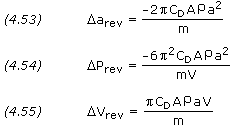 (4.53) Δa_rev = -2πC_DAρa² / m
(4.54) ΔP_rev = -6π²C_DAρa² / mV
(4.55) ΔV_rev = πC_DAρaV / m